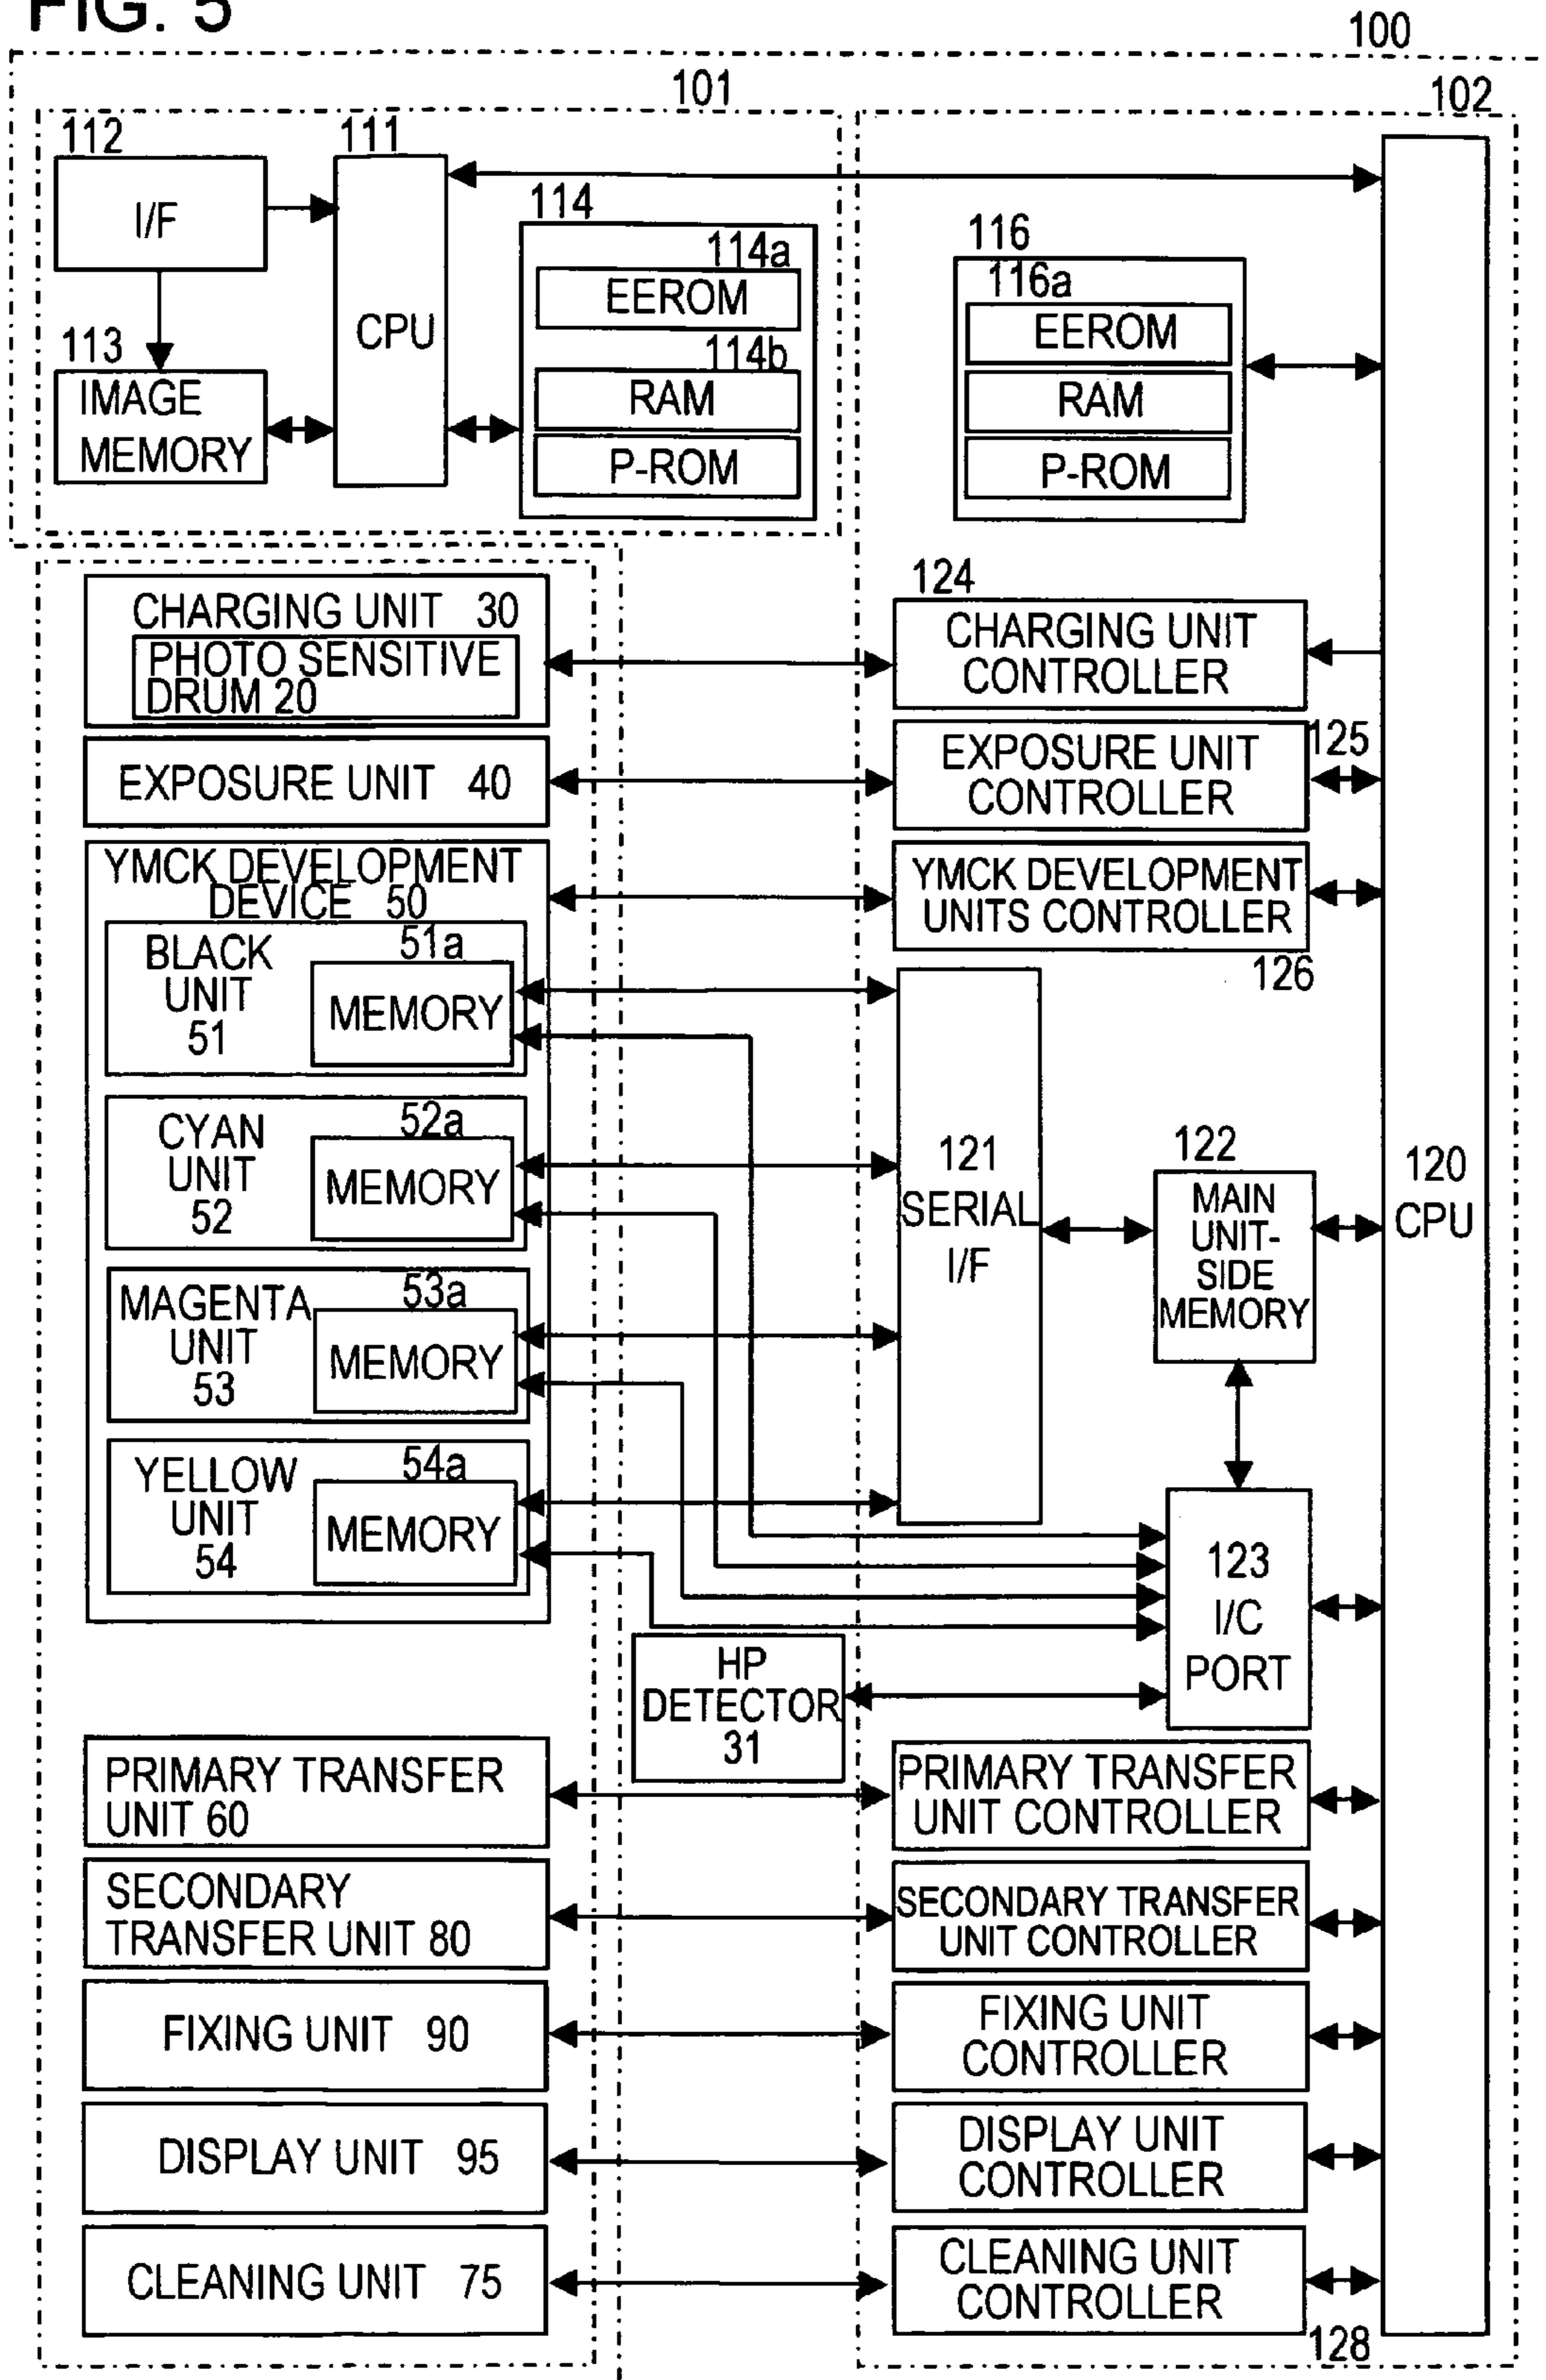 FIG. 5
100
101
102
112
111
I/F
CPU
114
114a
EEROM
114b
RAM
P-ROM
113
IMAGE
MEMORY
116
116a
EEROM
RAM
P-ROM
CHARGING UNIT 30
PHOTO SENSITIVE
DRUM 20
124
CHARGING UNIT
CONTROLLER
EXPOSURE UNIT 40
EXPOSURE UNIT
CONTROLLER
125
YMCK DEVELOPMENT
DEVICE 50
YMCK DEVELOPMENT
UNITS CONTROLLER
126
BLACK
UNIT
51
51a
MEMORY
CYAN
UNIT
52
52a
MEMORY
MAGENTA
UNIT
53
53a
MEMORY
YELLOW
UNIT
54
54a
MEMORY
121
SERIAL
I/F
122
MAIN
UNIT-
SIDE
MEMORY
120
CPU
123
I/C
PORT
HP
DETECTOR
31
PRIMARY TRANSFER
UNIT 60
PRIMARY TRANSFER
UNIT CONTROLLER
SECONDARY
TRANSFER UNIT 80
SECONDARY TRANSFER
UNIT CONTROLLER
FIXING UNIT 90
FIXING UNIT
CONTROLLER
DISPLAY UNIT 95
DISPLAY UNIT
CONTROLLER
CLEANING UNIT 75
CLEANING UNIT
CONTROLLER
128